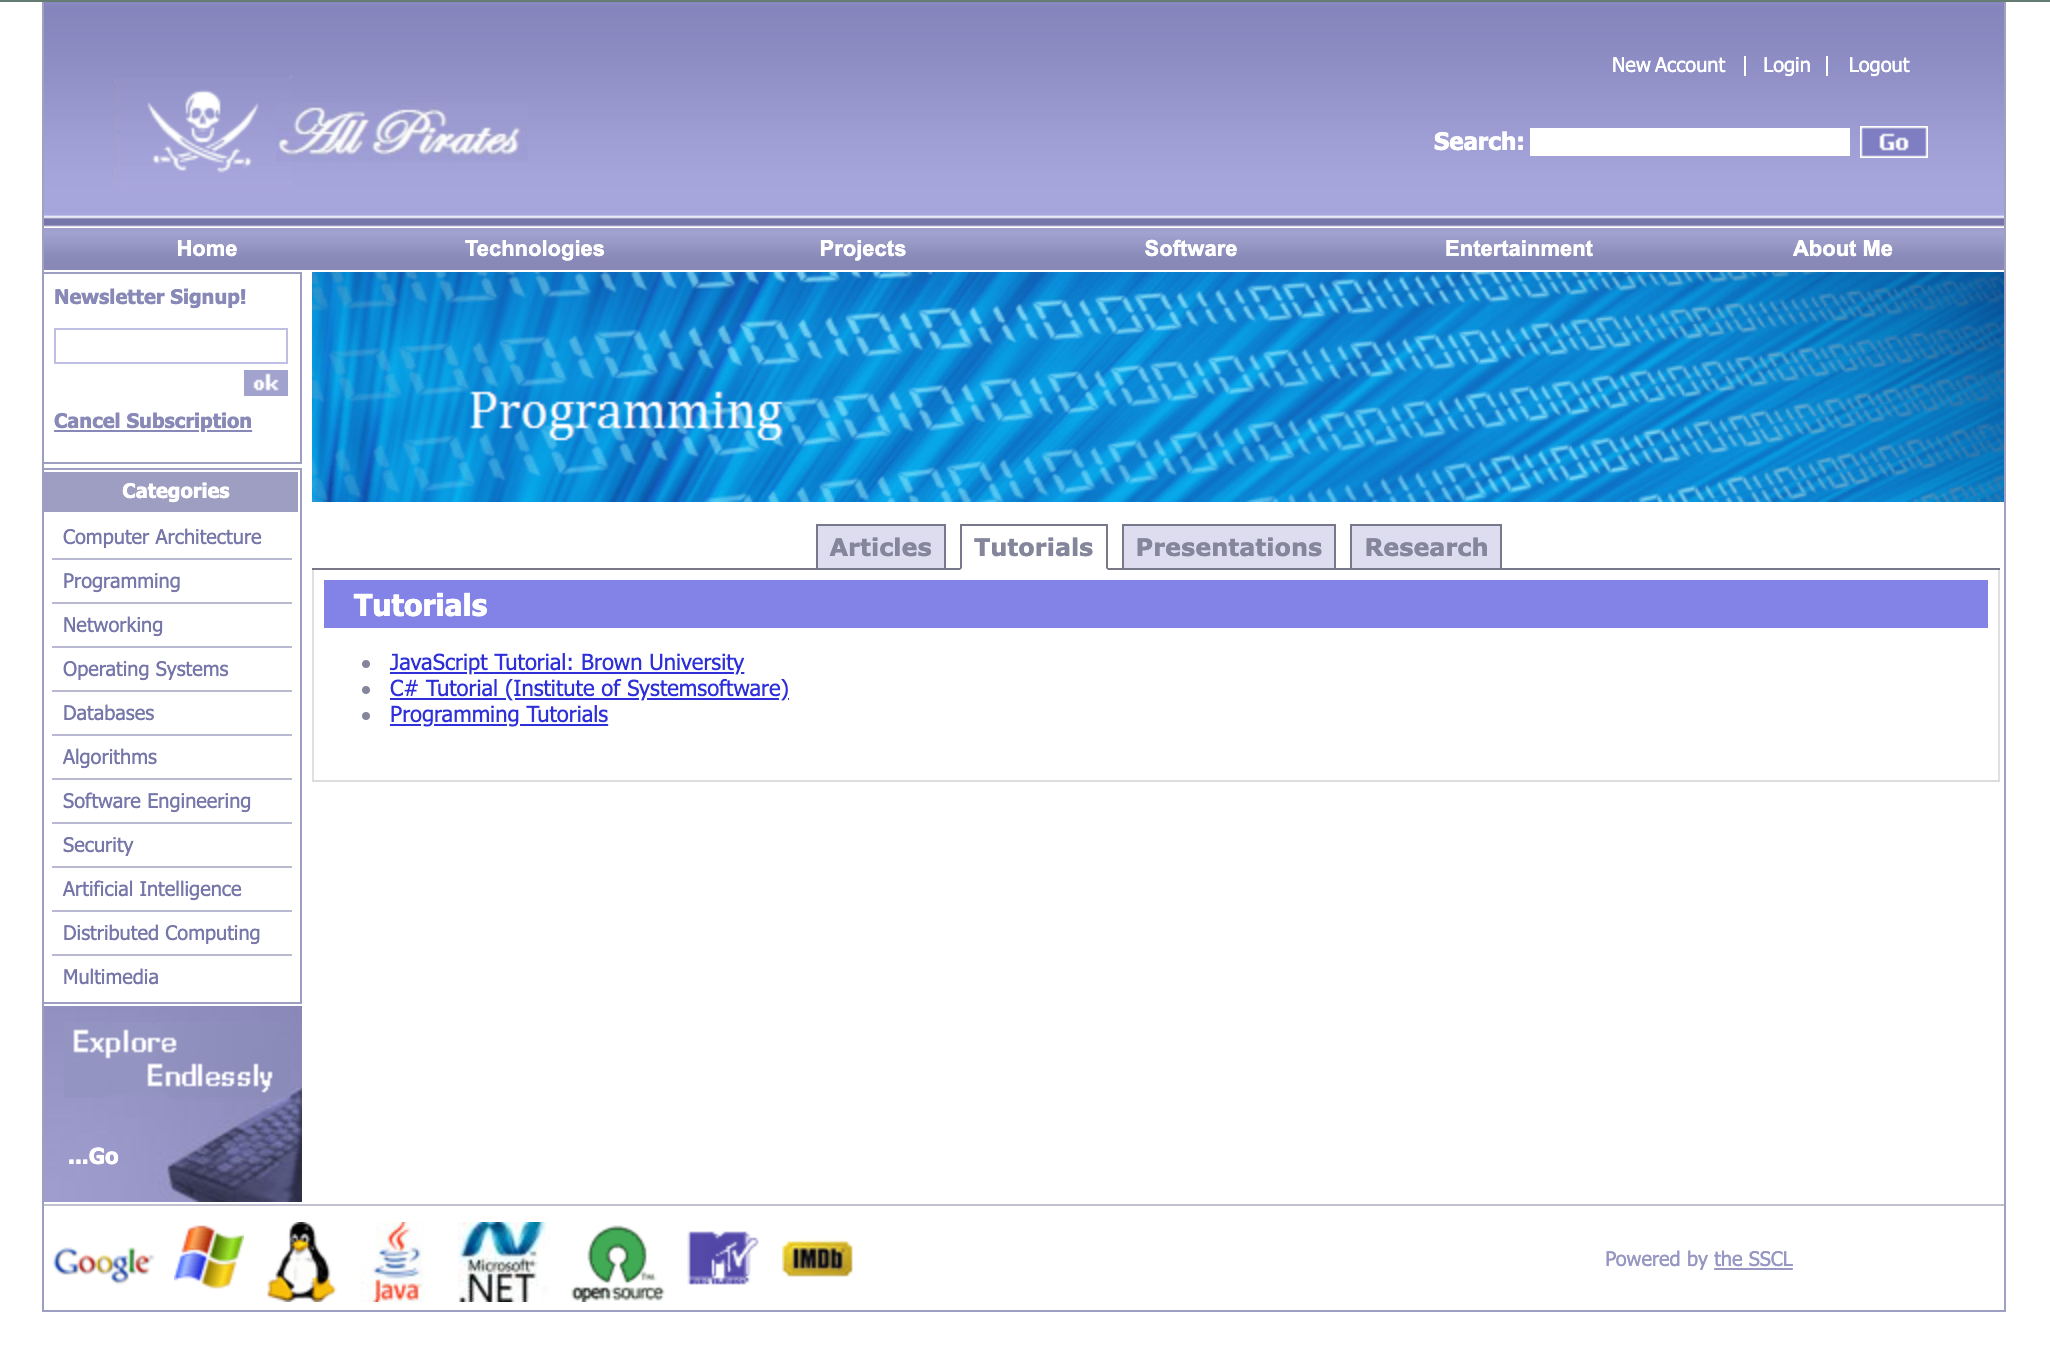 New Account | Login | Logout
All Pirates
Search: Go
Home Technologies Projects Software Entertainment About Me
Newsletter Signup!
ok
Cancel Subscription
Programming
Categories
Computer Architecture
Programming
Networking
Operating Systems
Databases
Algorithms
Software Engineering
Security
Artificial Intelligence
Distributed Computing
Multimedia
Articles Tutorials Presentations Research
Tutorials
JavaScript Tutorial: Brown University
C# Tutorial (Institute of Systemsoftware)
Programming Tutorials
Explore
Endlessly
...Go
Google
Java
Microsoft
.NET
open source
MTV
IMDb
Powered by the SSCL